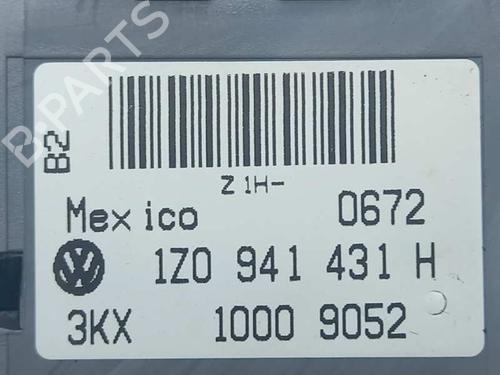 B2
Z1H-
Mexico 0672
1Z0 941 431 H
3KX 1000 9052
B-PARTS